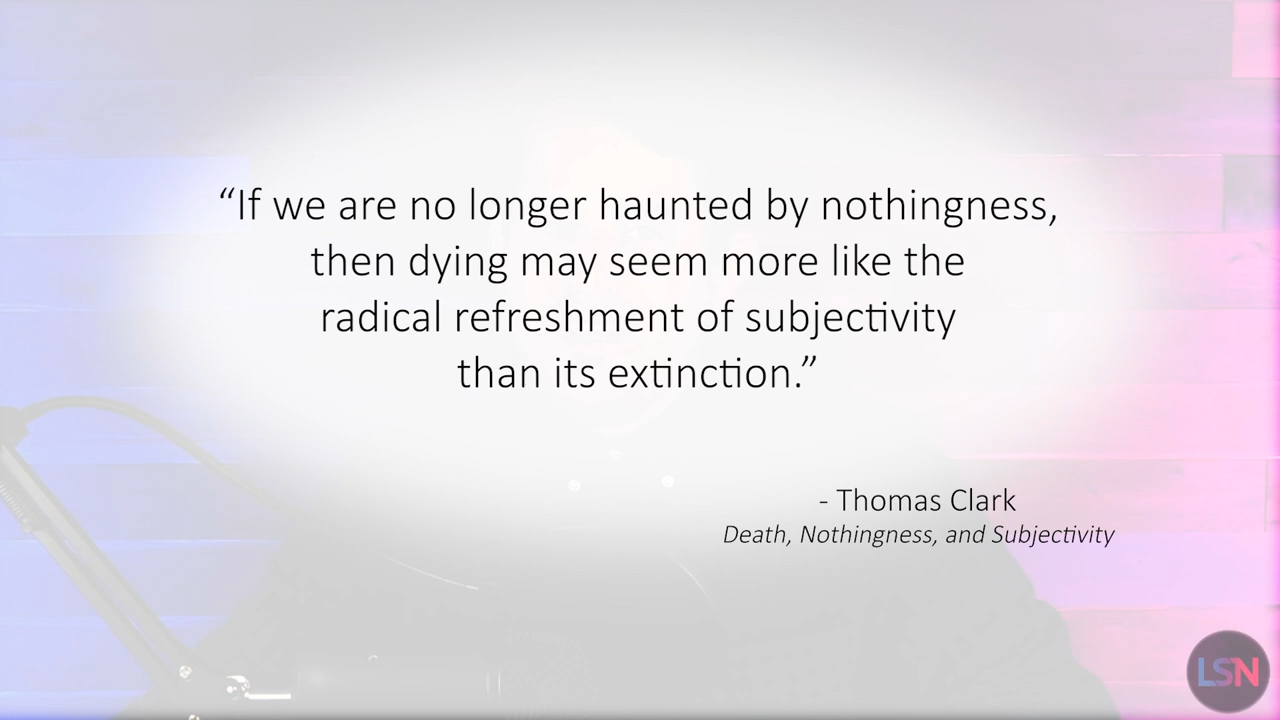 “If we are no longer haunted by nothingness,
then dying may seem more like the
radical refreshment of subjectivity
than its extinction.”
- Thomas Clark
Death, Nothingness, and Subjectivity
LSN